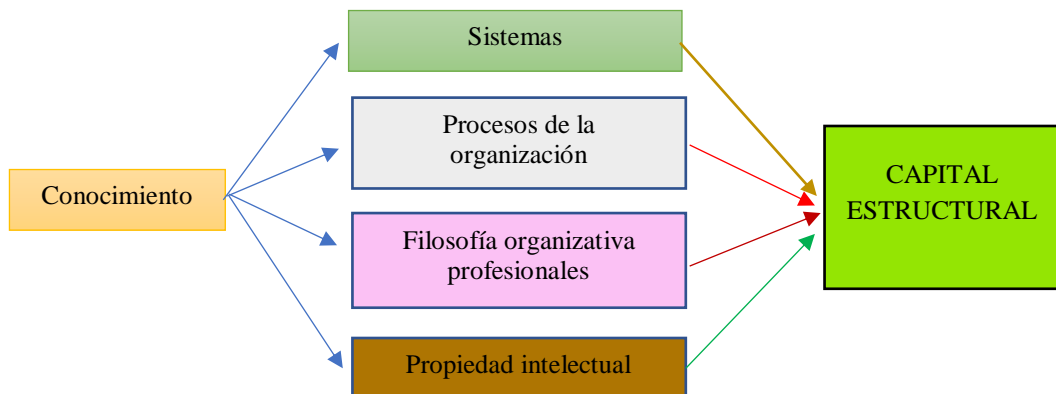 Sistemas
Procesos de la
organización
Conocimiento
CAPITAL
ESTRUCTURAL
Filosofía organizativa
profesionales
Propiedad intelectual